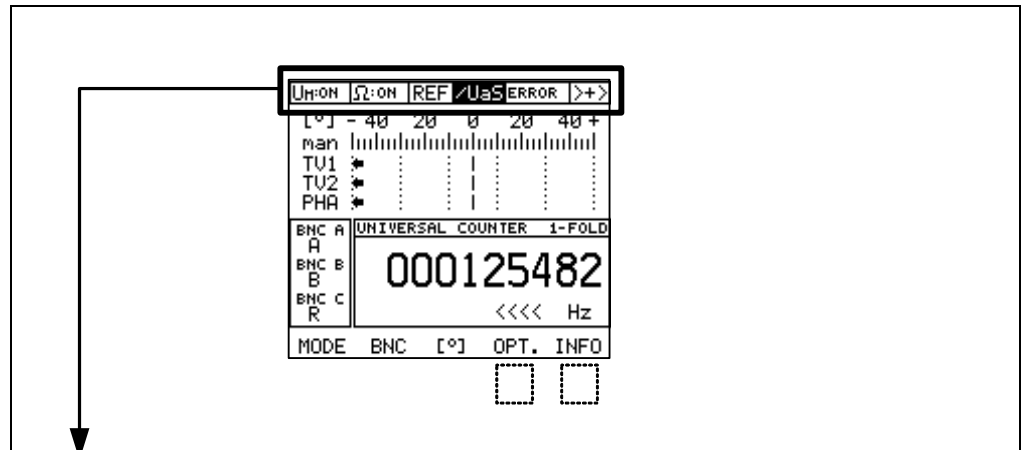 UM:ON Ω:ON REF /UaS ERROR >+>
[°] - 40 20 0 20 40 +
man
TV1
TV2
PHA
BNC A
A
BNC B
B
BNC C
R
UNIVERSAL COUNTER 1-FOLD
000125482
<<<< Hz
MODE BNC [°] OPT. INFO